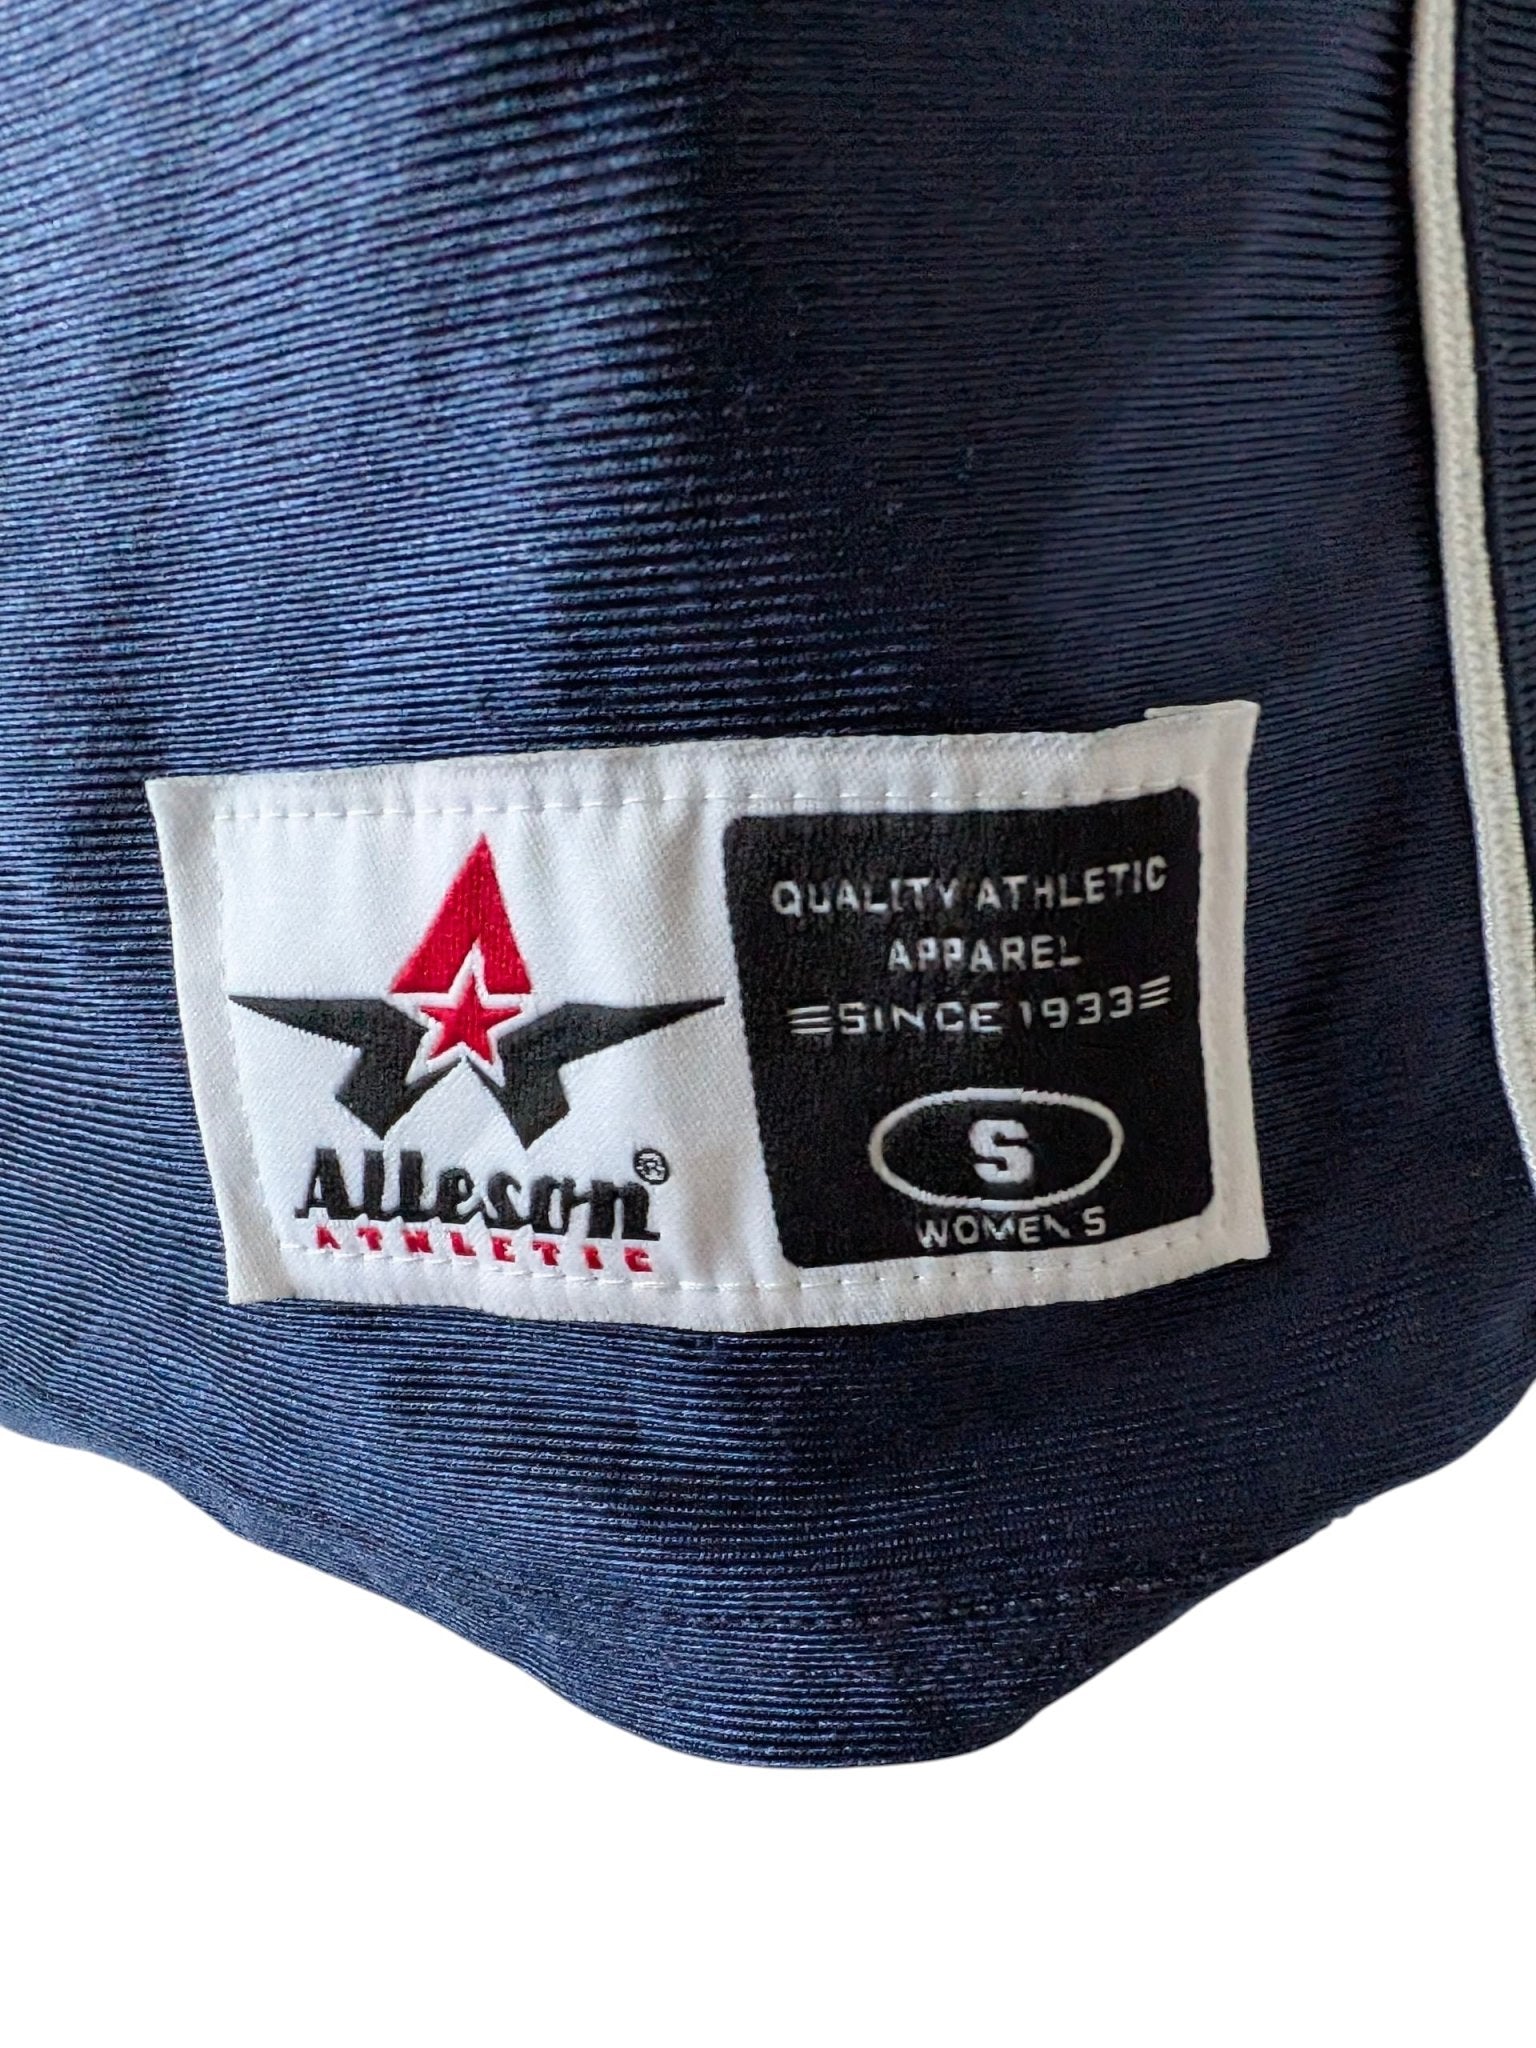 Alleson®
ATHLETIC
QUALITY ATHLETIC
APPAREL
SINCE 1933
S
WOMEN'S